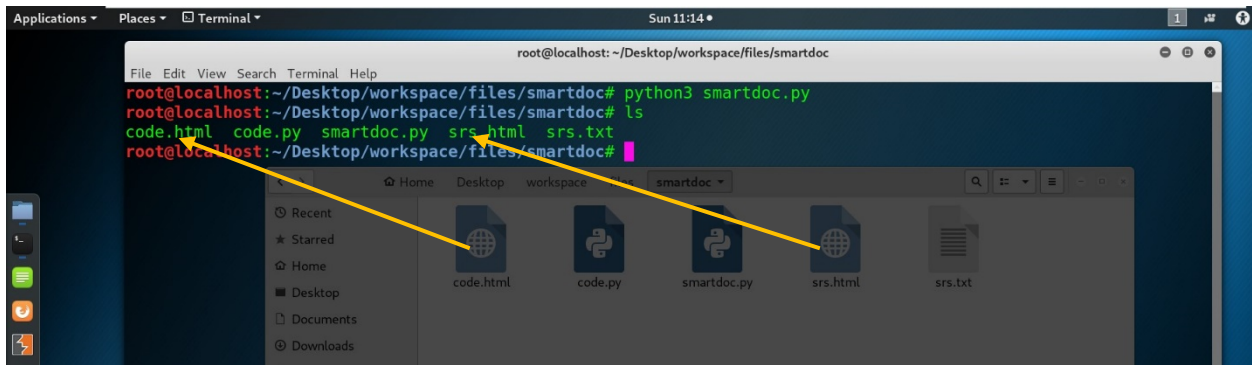 Applications Places Terminal Sun 11:14 1
root@localhost: ~/Desktop/workspace/files/smartdoc
File Edit View Search Terminal Help
root@localhost:~/Desktop/workspace/files/smartdoc# python3 smartdoc.py
root@localhost:~/Desktop/workspace/files/smartdoc# ls
code.html code.py smartdoc.py srs.html srs.txt
root@localhost:~/Desktop/workspace/files/smartdoc#
Home Desktop workspace files smartdoc
Recent
Starred
Home
Desktop
Documents
Downloads
code.html code.py smartdoc.py srs.html srs.txt